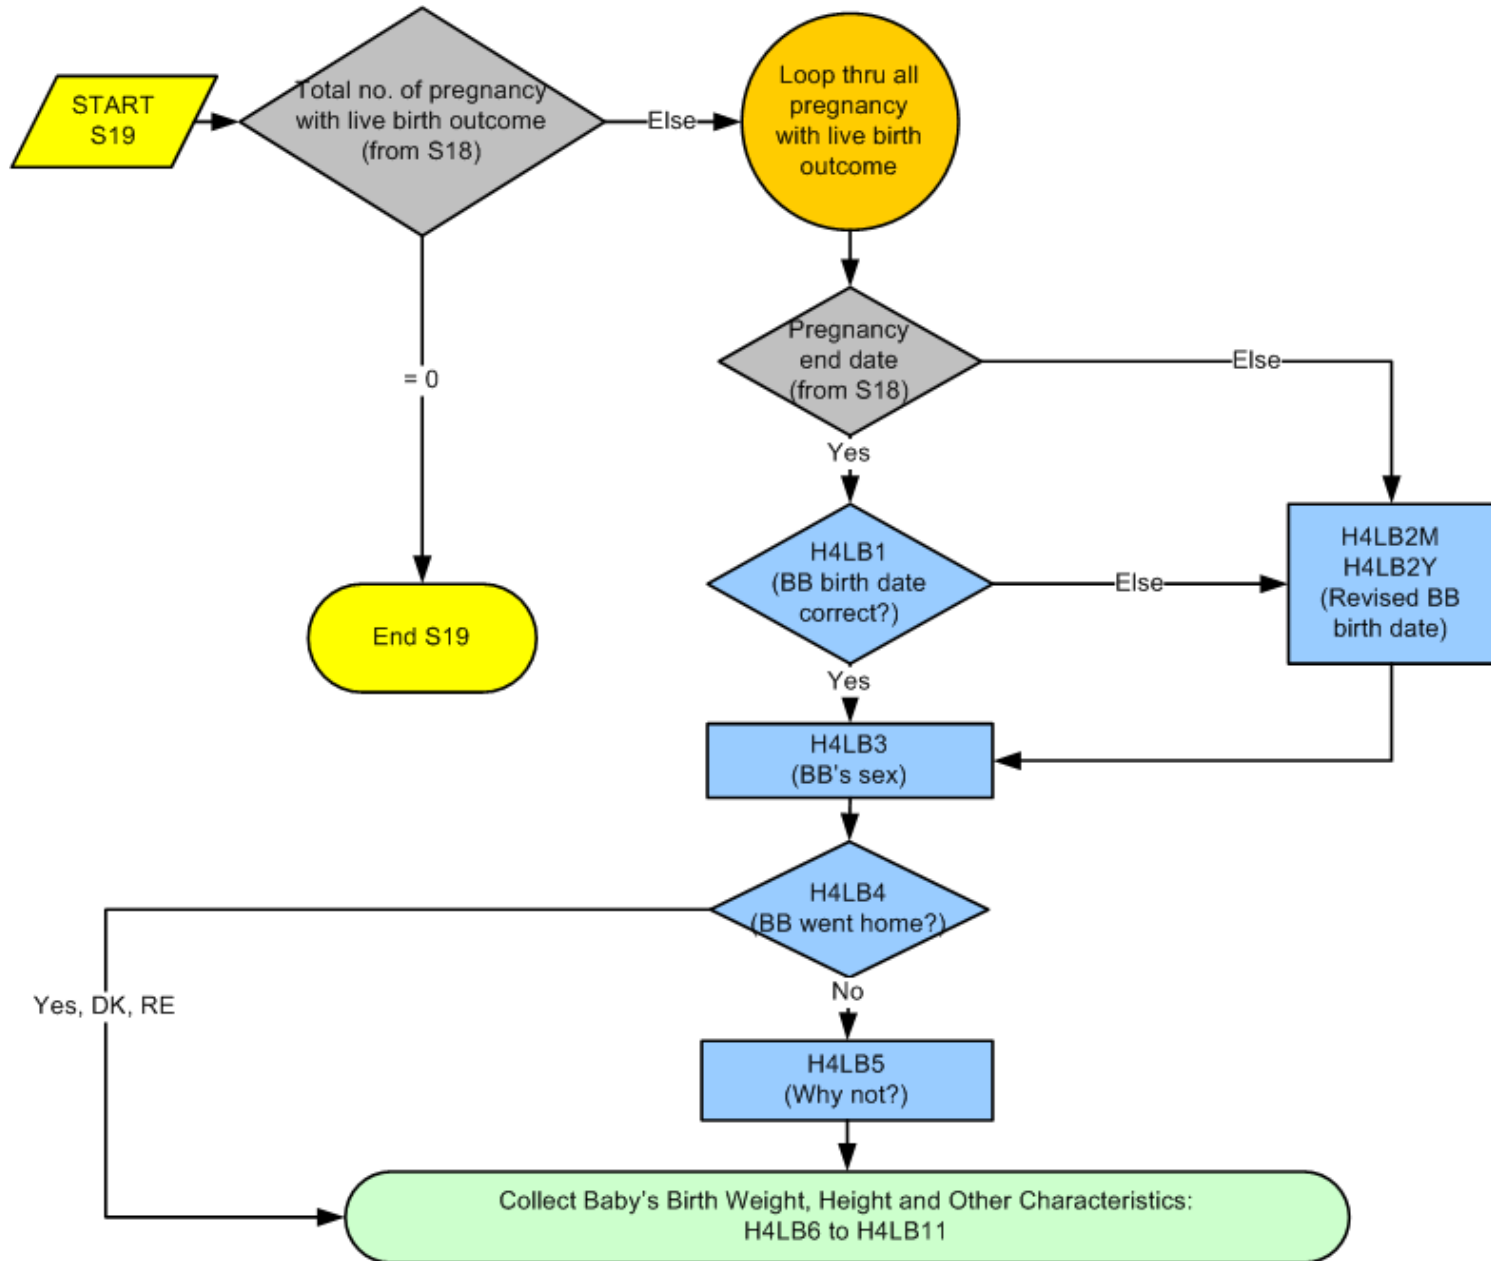 START
S19
Total no. of pregnancy
with live birth outcome
(from S18)
Else
Loop thru all
pregnancy
with live birth
outcome
= 0
End S19
Pregnancy
end date
(from S18)
Else
Yes
H4LB1
(BB birth date
correct?)
Else
H4LB2M
H4LB2Y
(Revised BB
birth date)
Yes
H4LB3
(BB's sex)
H4LB4
(BB went home?)
Yes, DK, RE
No
H4LB5
(Why not?)
Collect Baby's Birth Weight, Height and Other Characteristics:
H4LB6 to H4LB11